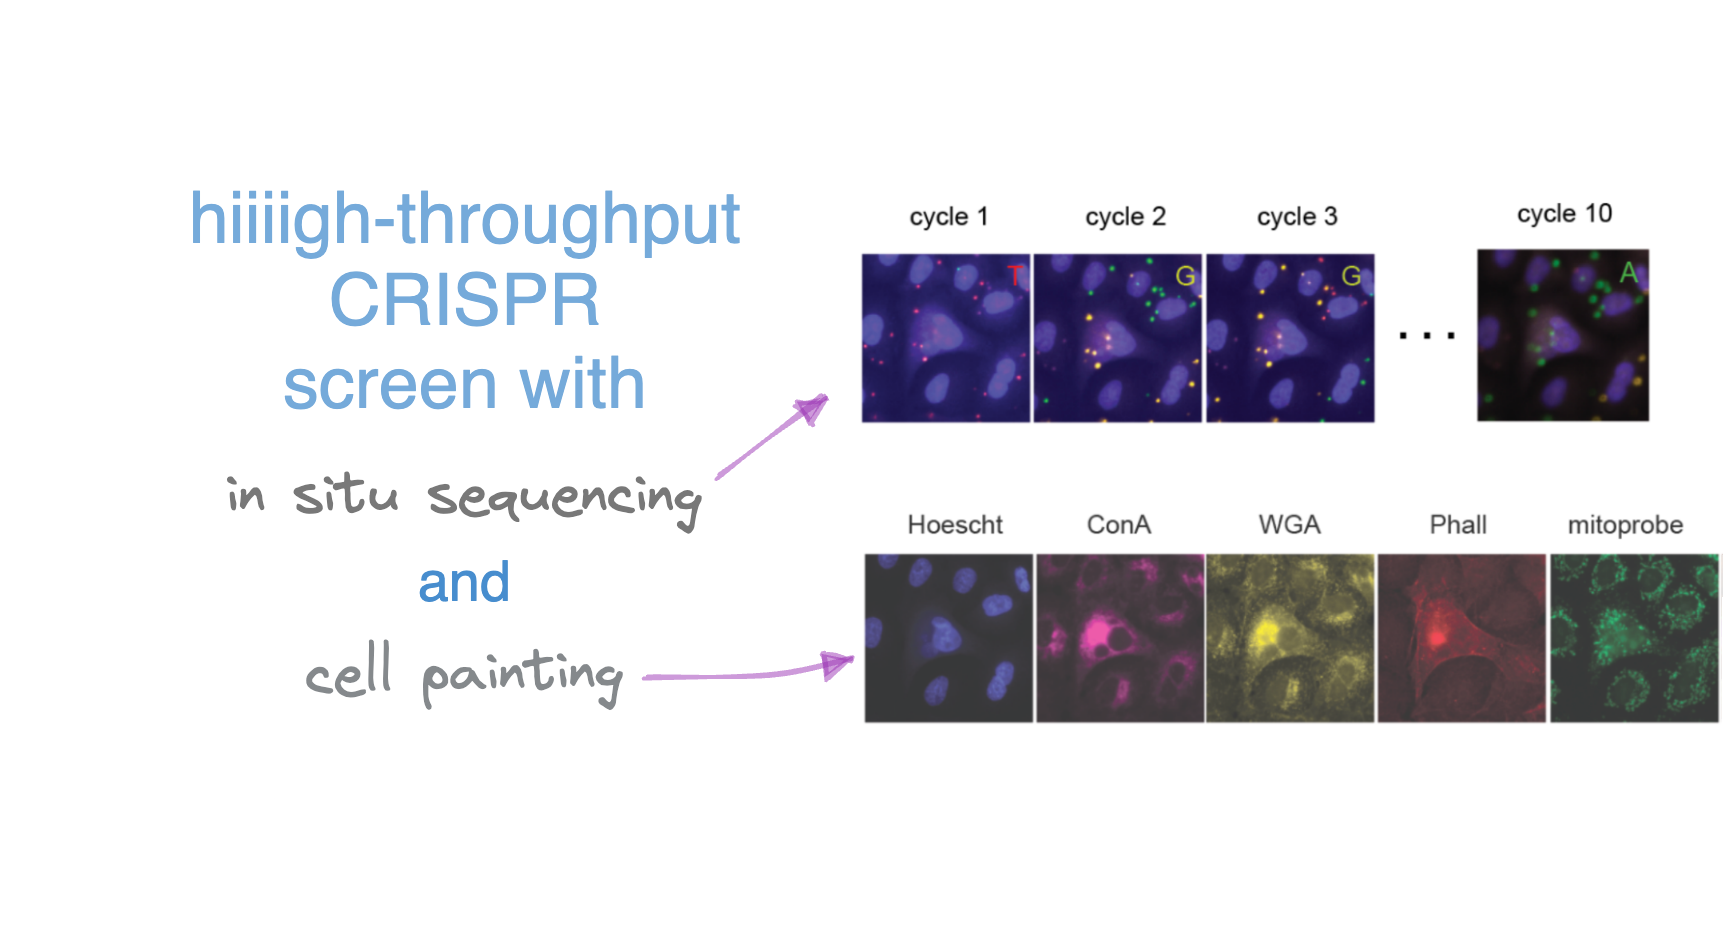 hiiiigh-throughput
CRISPR
screen with
in situ sequencing
and
cell painting
cycle 1 cycle 2 cycle 3 cycle 10
T G G A
. . .
Hoescht ConA WGA Phall mitoprobe